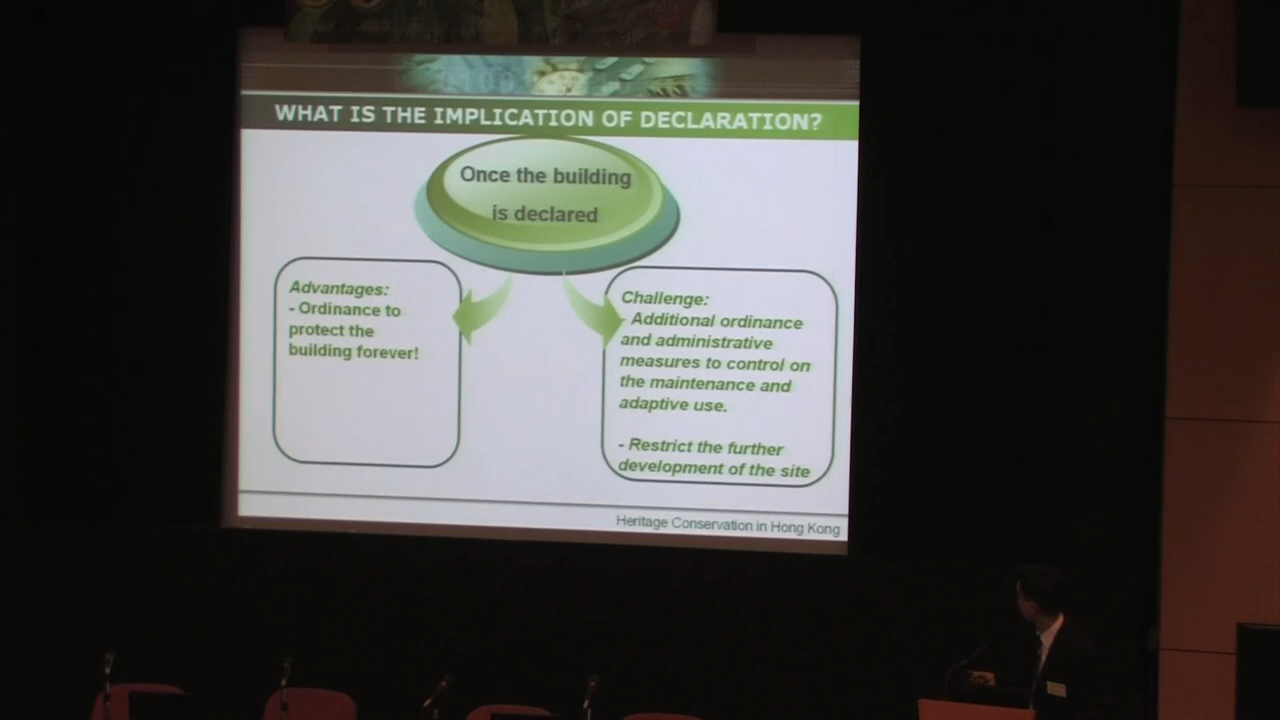 WHAT IS THE IMPLICATION OF DECLARATION?
Once the building
is declared
Advantages:
- Ordinance to
protect the
building forever!
Challenge:
- Additional ordinance
and administrative
measures to control on
the maintenance and
adaptive use.
- Restrict the further
development of the site
Heritage Conservation in Hong Kong